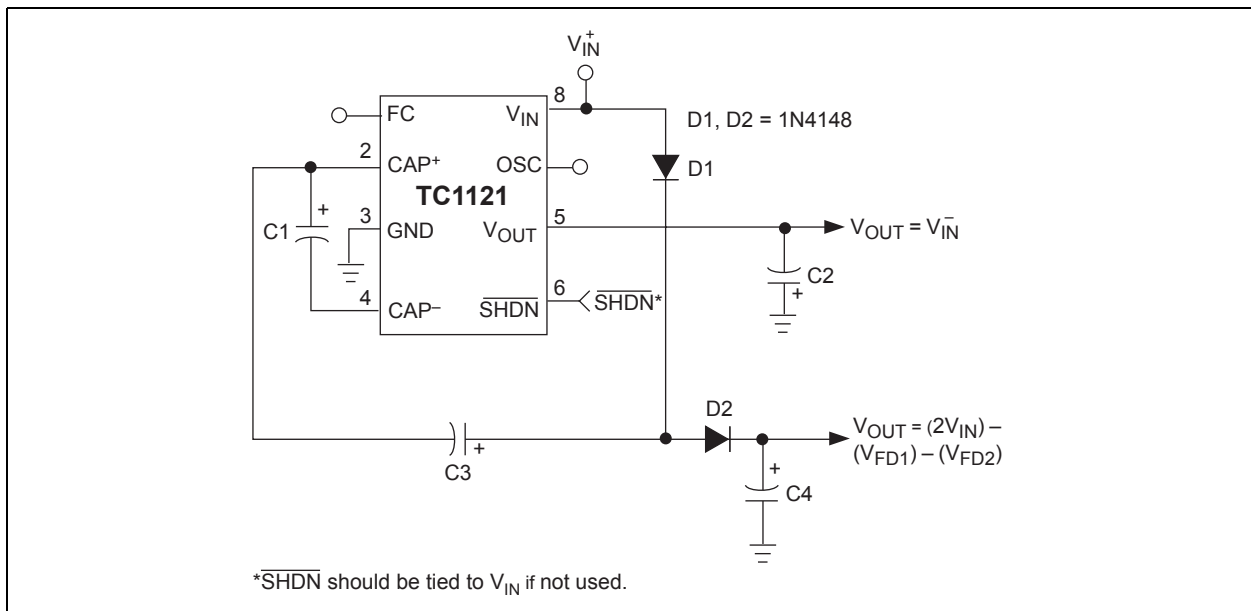 V⁺IN
8
FC
VIN
D1, D2 = 1N4148
2
CAP⁺
OSC
D1
TC1121
+
3
5
C1
GND
VOUT
VOUT = V⁻IN
4
6
C2
CAP–
SHDN
SHDN*
+
D2
VOUT = (2VIN) –
(VFD1) – (VFD2)
+
C3
+
C4
*SHDN should be tied to VIN if not used.